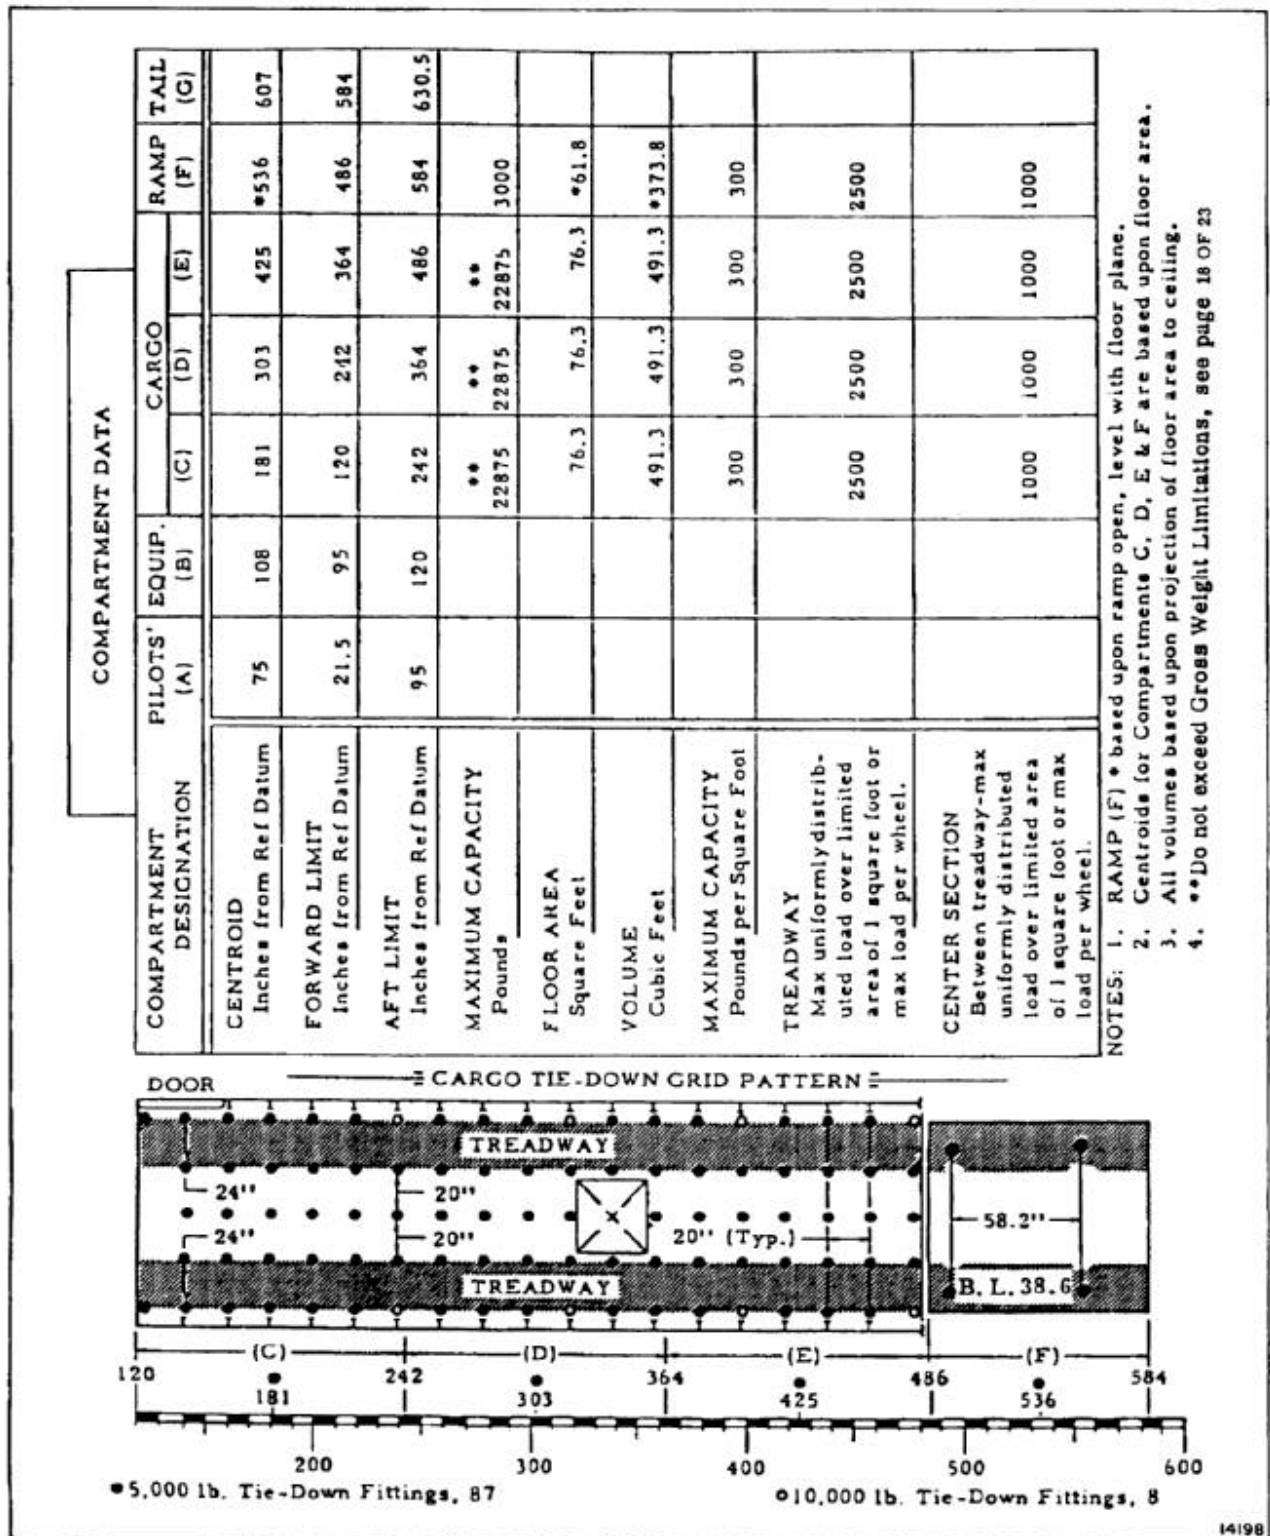 COMPARTMENT DATA
COMPARTMENT DESIGNATION PILOTS' (A) EQUIP. (B) CARGO (C) (D) (E) RAMP (F) TAIL (G)
CENTROID Inches from Ref Datum 75 108 181 303 425 *536 607
FORWARD LIMIT Inches from Ref Datum 21.5 95 120 242 364 486 584
AFT LIMIT Inches from Ref Datum 95 120 242 364 486 584 630.5
MAXIMUM CAPACITY Pounds **22875 **22875 **22875 3000
FLOOR AREA Square Feet 76.3 76.3 76.3 *61.8
VOLUME Cubic Feet 491.3 491.3 491.3 *373.8
MAXIMUM CAPACITY Pounds per Square Foot 300 300 300 300
TREADWAY
Max uniformly distrib-
uted load over limited
area of 1 square foot or
max load per wheel. 2500 2500 2500 2500
CENTER SECTION
Between treadway-max
uniformly distributed
load over limited area
of 1 square foot or max
load per wheel. 1000 1000 1000 1000
NOTES: 1. RAMP (F) * based upon ramp open, level with floor plane.
2. Centroids for Compartments C, D, E & F are based upon floor area.
3. All volumes based upon projection of floor area to ceiling.
4. **Do not exceed Gross Weight Limitations, see page 18 OF 23
DOOR
CARGO TIE-DOWN GRID PATTERN
TREADWAY
24" 20"
58.2"
24" 20" 20" (Typ.)
TREADWAY
B. L. 38.6
(C) (D) (E) (F)
120 242 364 486 584
181 303 425 536
200 300 400 500 600
5,000 lb. Tie-Down Fittings, 87
10,000 lb. Tie-Down Fittings, 8
14198